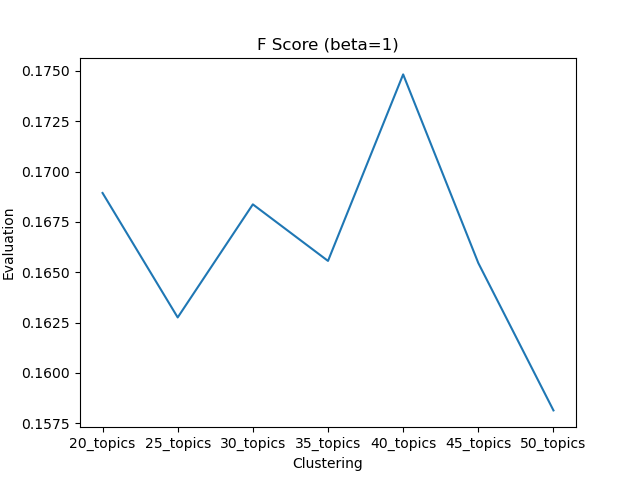 F Score (beta=1)
0.1750
0.1725
0.1700
0.1675
0.1650
0.1625
0.1600
0.1575
Evaluation
20_topics 25_topics 30_topics 35_topics 40_topics 45_topics 50_topics
Clustering